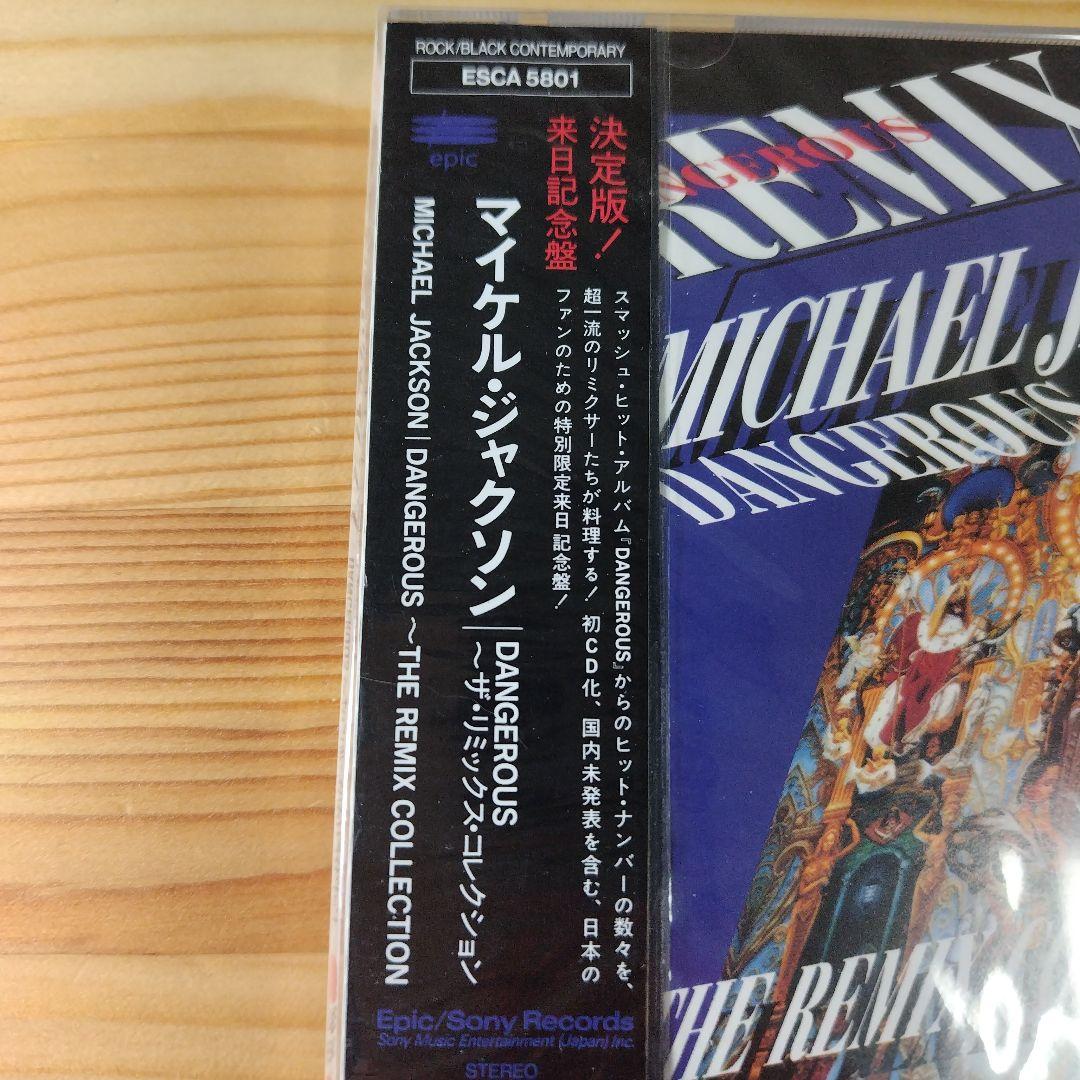 ROCK/BLACK CONTEMPORARY
ESCA 5801
epic
決定版!
来日記念盤
スマッシュ・ヒット・アルバム『DANGEROUS』からのヒット・ナンバーの数々を、
超一流のリミクサーたちが料理する! 初CD化、国内未発表を含む、日本の
ファンのための特別限定来日記念盤!
マイケル・ジャクソン DANGEROUS
〜ザ・リミックス・コレクション
MICHAEL JACKSON DANGEROUS 〜THE REMIX COLLECTION
Epic/Sony Records
Sony Music Entertainment (Japan) Inc.
STEREO
REMIX
DANGEROUS
MICHAEL J
DANGEROUS
THE REMIX